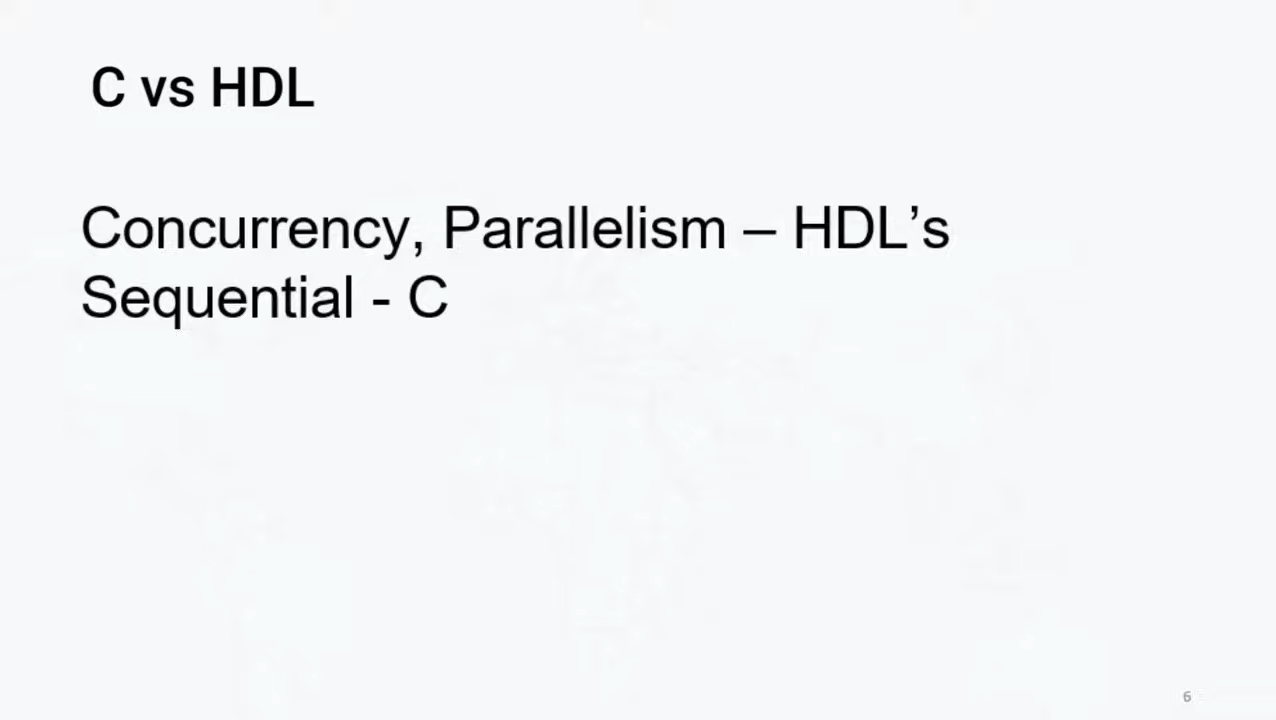 C vs HDL
Concurrency, Parallelism – HDL’s
Sequential - C
6